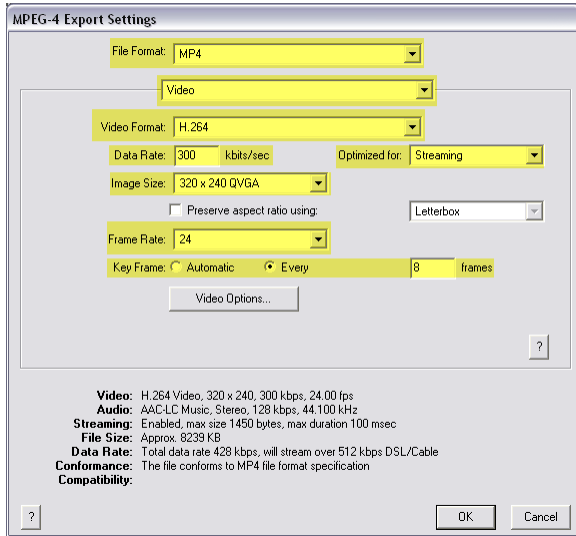 MPEG-4 Export Settings
File Format: MP4
Video
Video Format: H.264
Data Rate: 300 kbits/sec Optimized for: Streaming
Image Size: 320 x 240 QVGA
Preserve aspect ratio using: Letterbox
Frame Rate: 24
Key Frame: Automatic Every 8 frames
Video Options...
?
Video: H.264 Video, 320 x 240, 300 kbps, 24.00 fps
Audio: AAC-LC Music, Stereo, 128 kbps, 44.100 kHz
Streaming: Enabled, max size 1450 bytes, max duration 100 msec
File Size: Approx. 8239 KB
Data Rate: Total data rate 428 kbps, will stream over 512 kbps DSL/Cable
Conformance: The file conforms to MP4 file format specification
Compatibility:
? OK Cancel